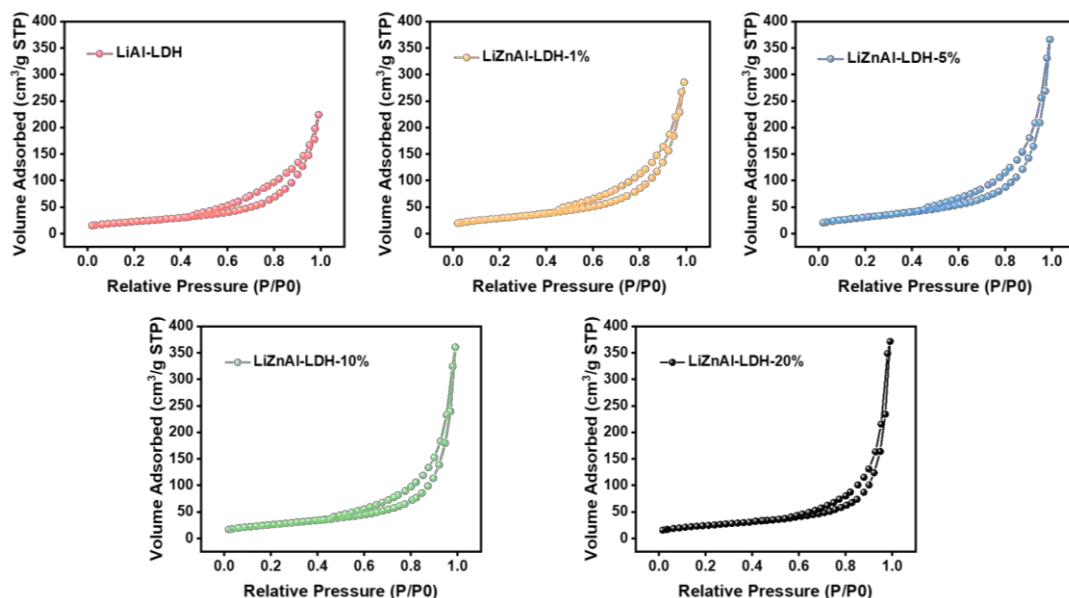 400
350
300
250
200
150
100
50
0
Volume Adsorbed (cm³/g STP)
LiAl-LDH
0.0 0.2 0.4 0.6 0.8 1.0
Relative Pressure (P/P0)
400
350
300
250
200
150
100
50
0
Volume Adsorbed (cm³/g STP)
LiZnAl-LDH-1%
0.0 0.2 0.4 0.6 0.8 1.0
Relative Pressure (P/P0)
400
350
300
250
200
150
100
50
0
Volume Adsorbed (cm³/g STP)
LiZnAl-LDH-5%
0.0 0.2 0.4 0.6 0.8 1.0
Relative Pressure (P/P0)
400
350
300
250
200
150
100
50
0
Volume Adsorbed (cm³/g STP)
LiZnAl-LDH-10%
0.0 0.2 0.4 0.6 0.8 1.0
Relative Pressure (P/P0)
400
350
300
250
200
150
100
50
0
Volume Adsorbed (cm³/g STP)
LiZnAl-LDH-20%
0.0 0.2 0.4 0.6 0.8 1.0
Relative Pressure (P/P0)